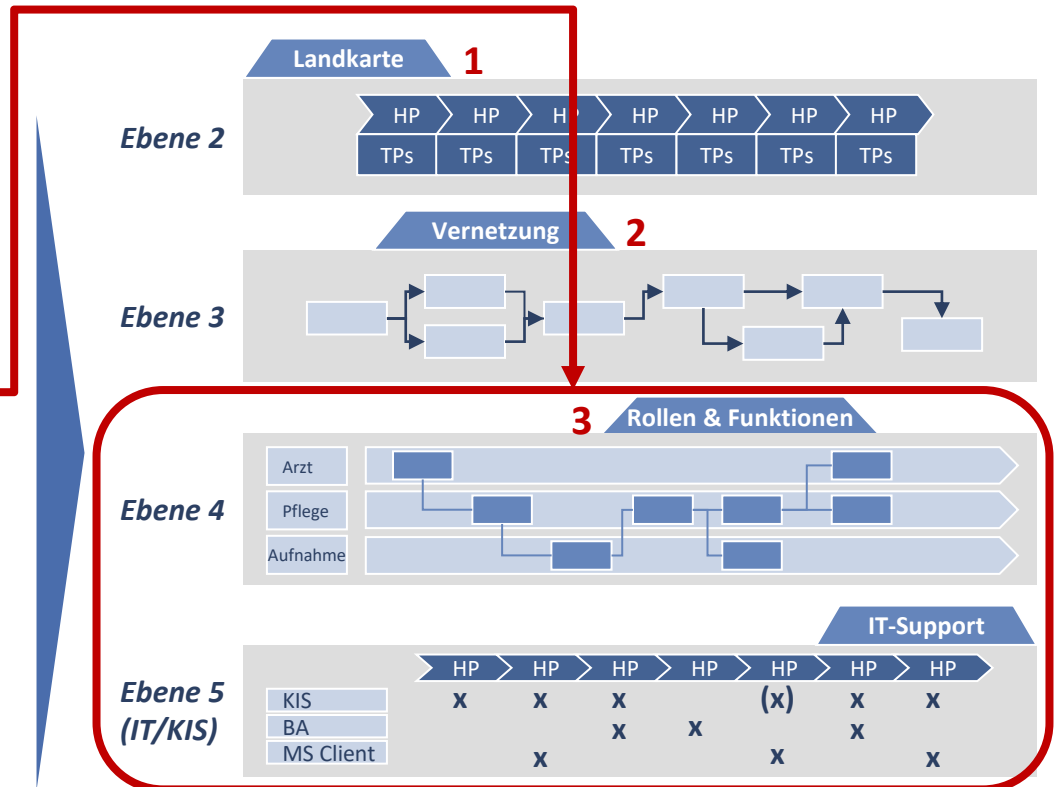 Landkarte 1
Ebene 2
HP HP HP HP HP HP HP
TPs TPs TPs TPs TPs TPs TPs
Vernetzung 2
Ebene 3
3 Rollen & Funktionen
Ebene 4
Arzt
Pflege
Aufnahme
IT-Support
Ebene 5
(IT/KIS)
HP HP HP HP HP HP HP
KIS x x x (x) x x
BA x x x
MS Client x x x